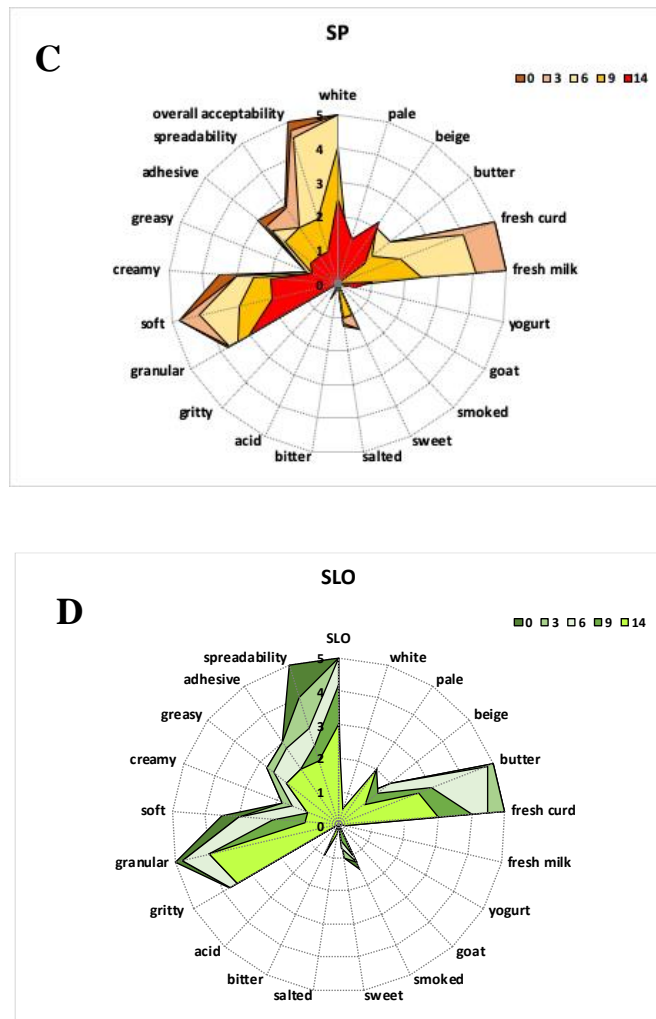 SP
C
0 3 6 9 14
white
overall acceptability
pale
spreadability
beige
adhesive
butter
greasy
fresh curd
creamy
fresh milk
soft
yogurt
granular
goat
gritty
smoked
acid
sweet
bitter
salted
5
4
3
2
1
0
SLO
D
0 3 6 9 14
SLO
spreadability
white
adhesive
pale
greasy
beige
creamy
butter
soft
fresh curd
granular
fresh milk
gritty
yogurt
acid
goat
bitter
smoked
salted
sweet
5
4
3
2
1
0